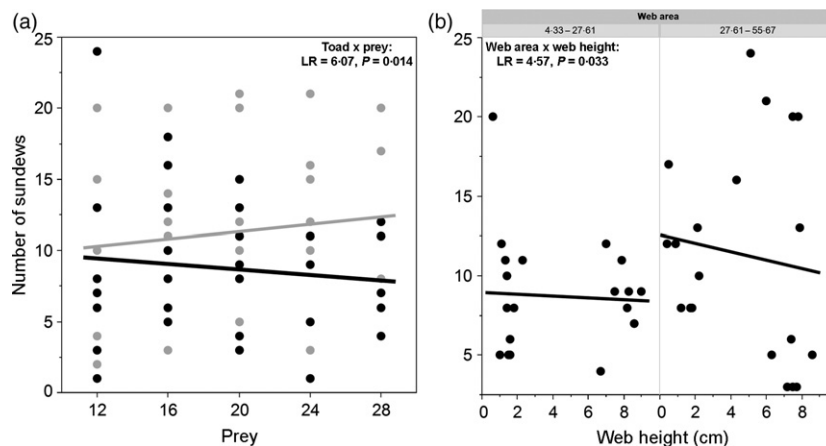 (a)
25
20
15
10
5
0
Number of sundews
Toad x prey:
LR = 6·07, P = 0·014
12 16 20 24 28
Prey
(b)
Web area
4·33 – 27·61 27·61 – 55·67
Web area x web height:
LR = 4·57, P = 0·033
25
20
15
10
5
0 2 4 6 8 0 2 4 6 8
Web height (cm)